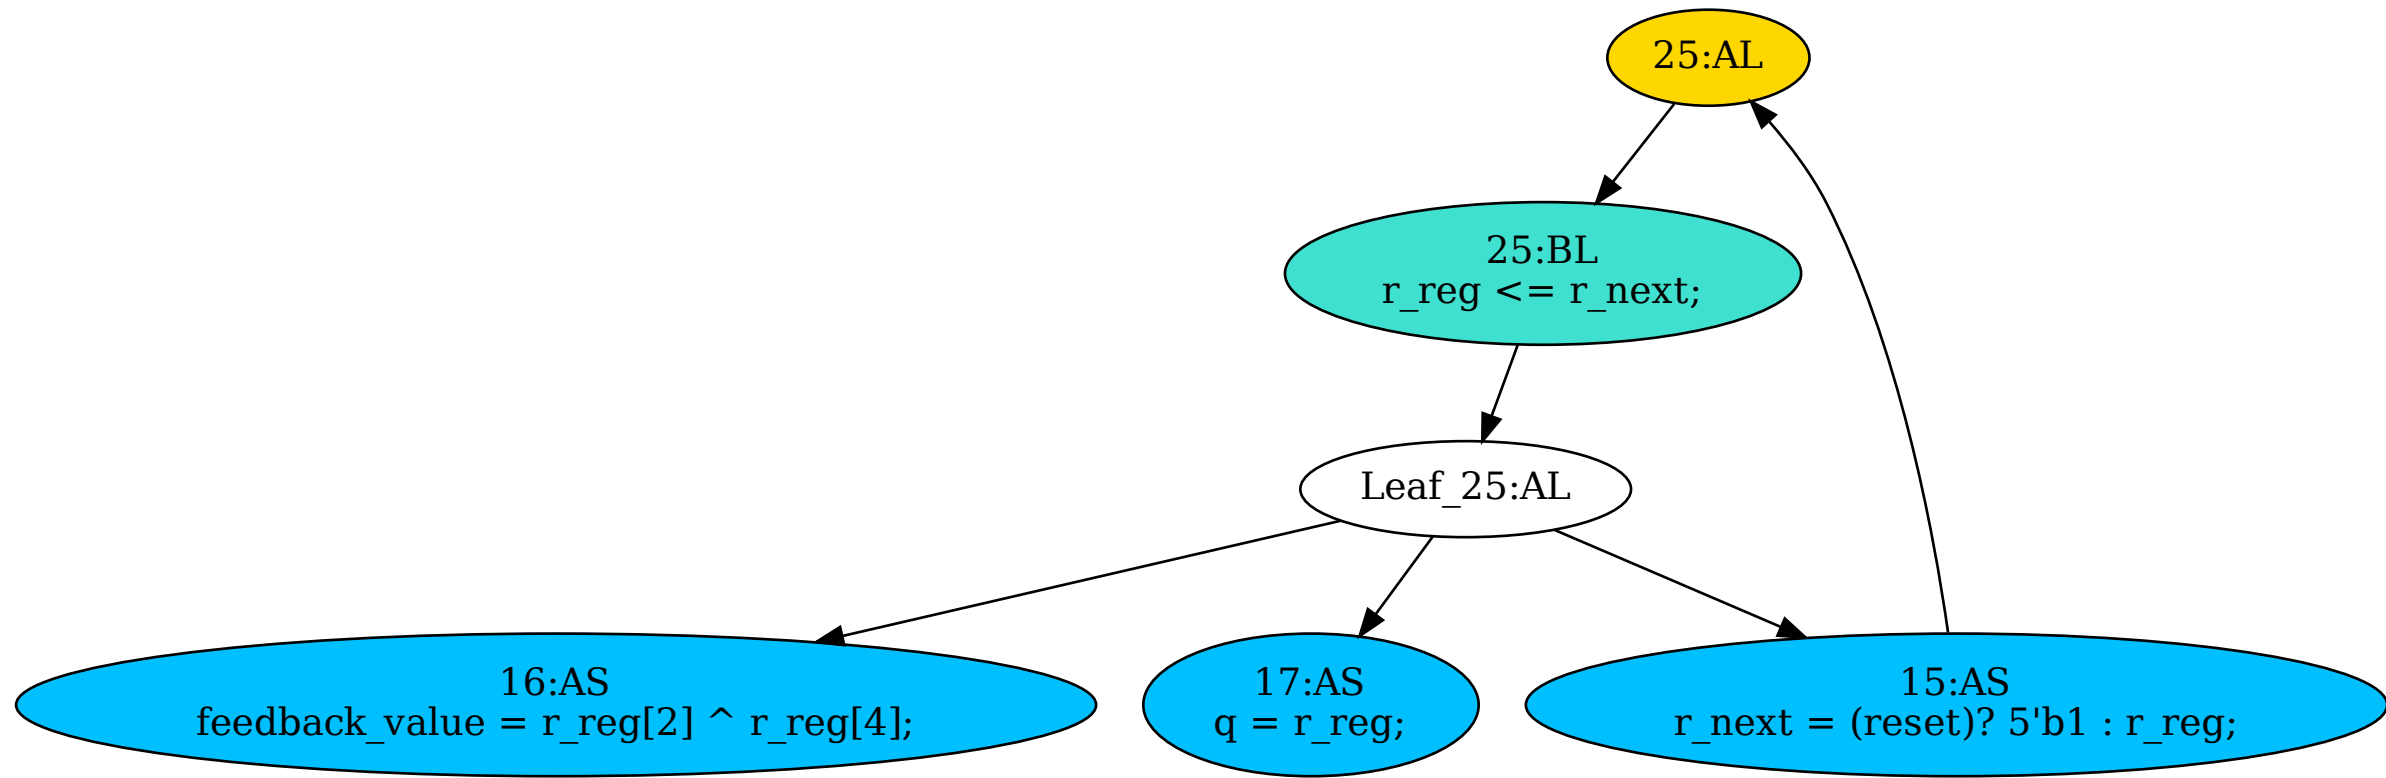 25:AL
25:BL
r_reg <= r_next;
Leaf_25:AL
16:AS
feedback_value = r_reg[2] ^ r_reg[4];
17:AS
q = r_reg;
15:AS
r_next = (reset)? 5'b1 : r_reg;